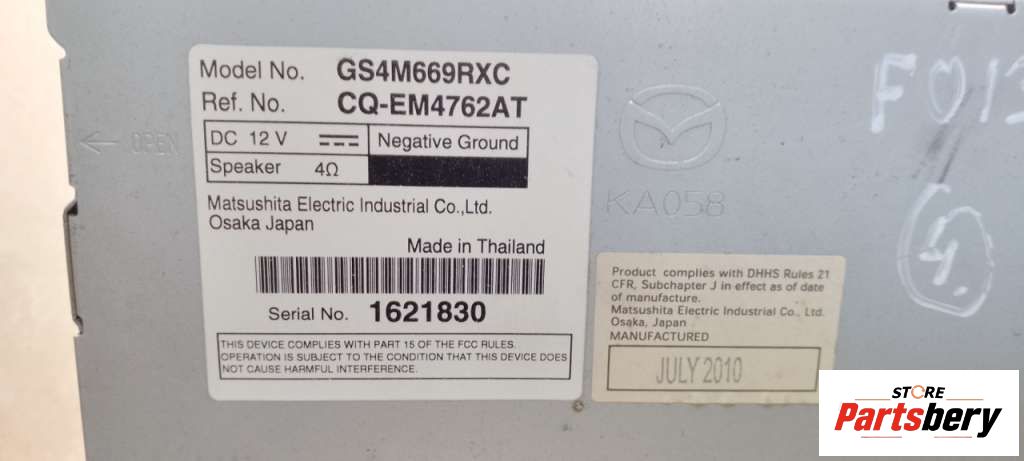 Model No. GS4M669RXC
Ref. No. CQ-EM4762AT
DC 12 V Negative Ground
Speaker 4Ω
Matsushita Electric Industrial Co.,Ltd.
Osaka Japan
Made in Thailand
Serial No. 1621830
THIS DEVICE COMPLIES WITH PART 15 OF THE FCC RULES.
OPERATION IS SUBJECT TO THE CONDITION THAT THIS DEVICE DOES
NOT CAUSE HARMFUL INTERFERENCE.
← OPEN
KA058
F013
4.
Product complies with DHHS Rules 21
CFR, Subchapter J in effect as of date
of manufacture.
Matsushita Electric Industrial Co., Ltd.
Osaka, Japan
MANUFACTURED
JULY 2010
STORE
Partsbery